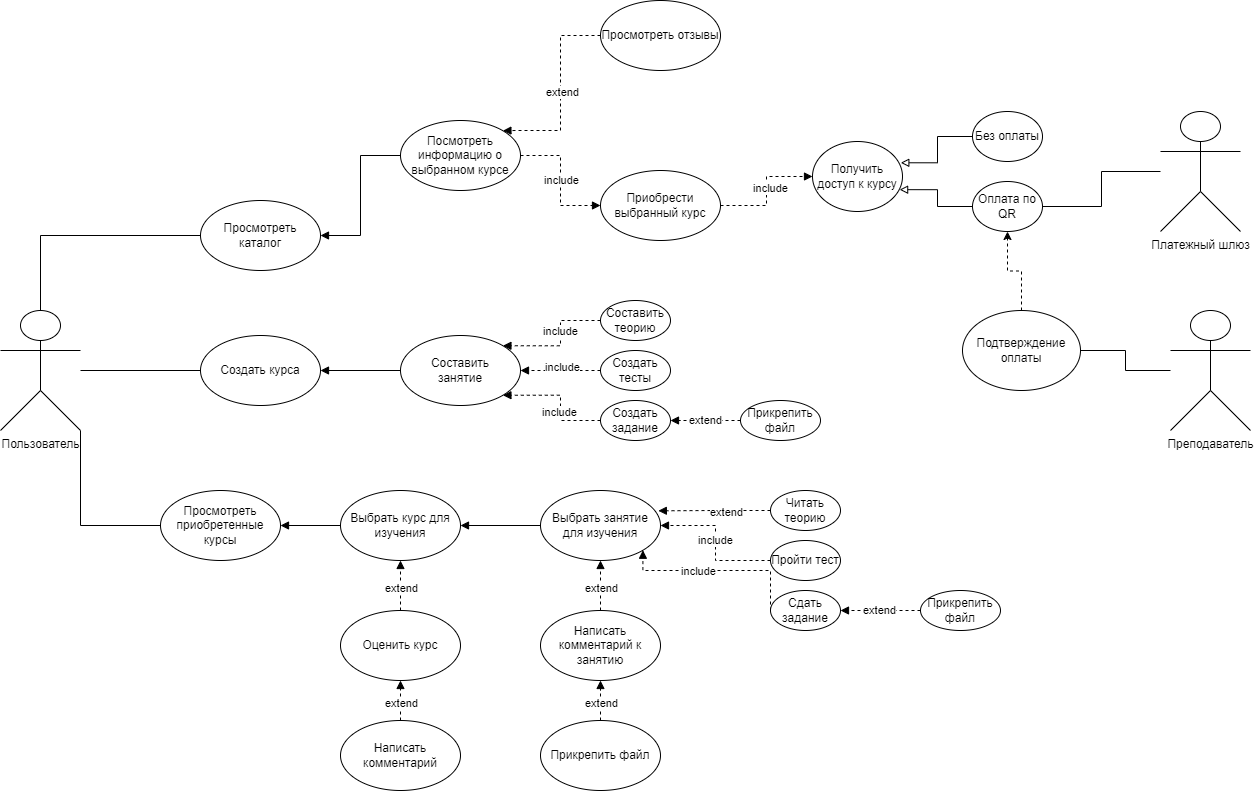 Просмотреть отзывы
extend
Посмотреть
информацию о
выбранном курсе
include
Приобрести
выбранный курс
include
Получить
доступ к курсу
Без оплаты
Оплата по
QR
Платежный шлюз
Просмотреть
каталог
Подтверждение
оплаты
Преподаватель
Пользователь
Создать курса
Составить
занятие
include
Составить
теорию
include
Создать
тесты
include
Создать
задание
extend
Прикрепить
файл
Просмотреть
приобретенные
курсы
Выбрать курс для
изучения
Выбрать занятие
для изучения
extend
Читать
теорию
include
Пройти тест
include
Сдать
задание
extend
Прикрепить
файл
extend
Оценить курс
extend
Написать
комментарий
extend
Написать
комментарий к
занятию
extend
Прикрепить файл